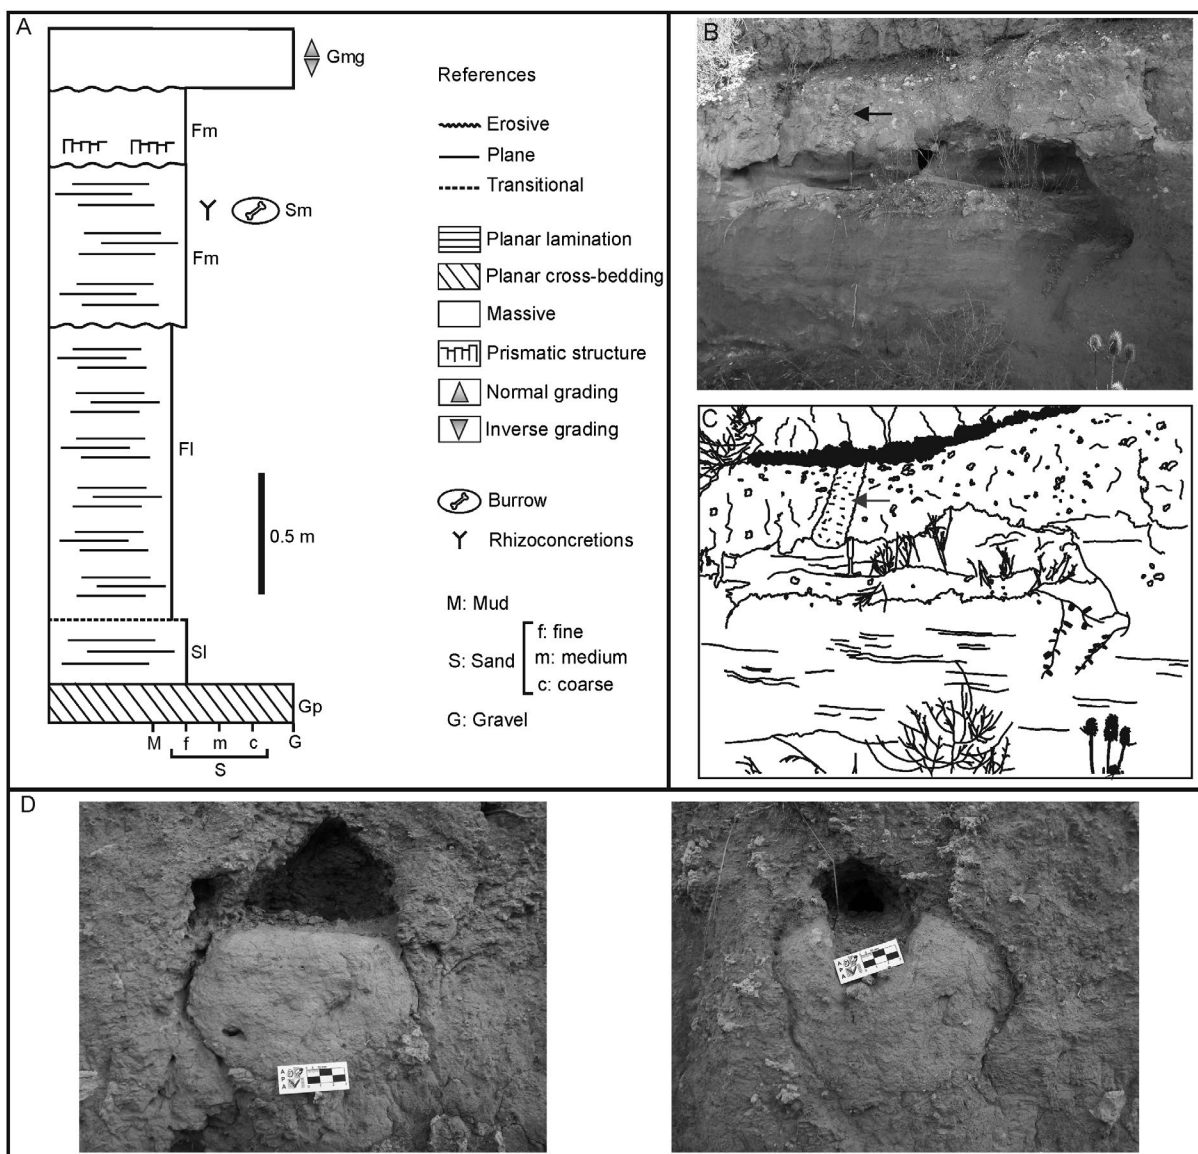 A
Gmg
Fm
Sm
Fm
Fl
0.5 m
Sl
Gp
M f m c G
S
References
Erosive
Plane
Transitional
Planar lamination
Planar cross-bedding
Massive
Prismatic structure
Normal grading
Inverse grading
Burrow
Rhizoconcretions
M: Mud
S: Sand
f: fine
m: medium
c: coarse
G: Gravel
B
C
D
A
P
A
A
P
A